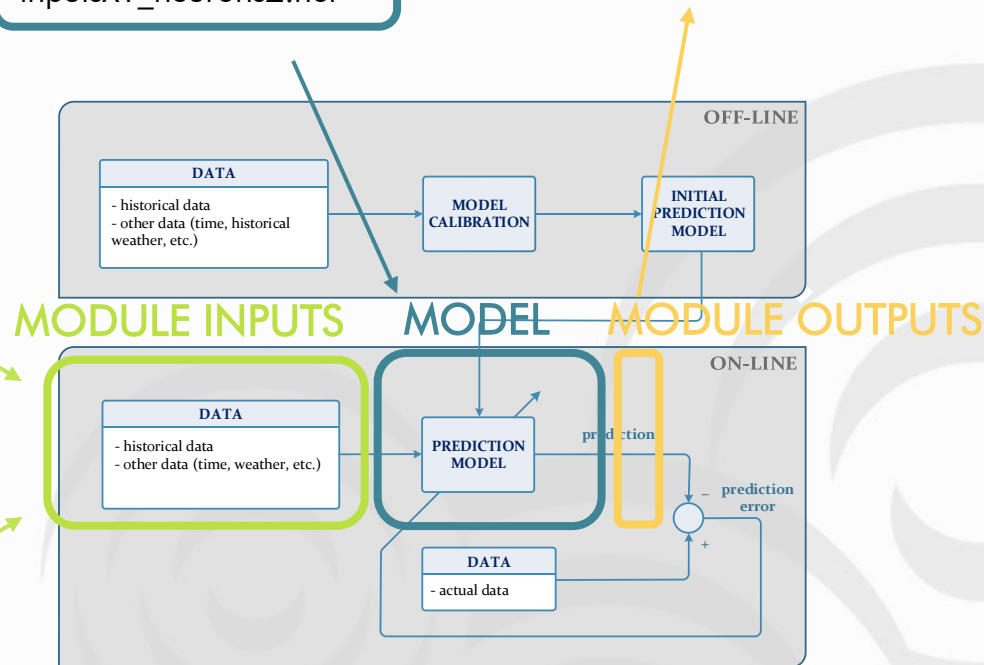 OFF-LINE
DATA
- historical data
- other data (time, historical
weather, etc.)
MODEL
CALIBRATION
INITIAL
PREDICTION
MODEL
MODULE INPUTS
MODEL
MODULE OUTPUTS
ON-LINE
DATA
- historical data
- other data (time, weather, etc.)
PREDICTION
MODEL
prediction
–
prediction
error
+
DATA
- actual data